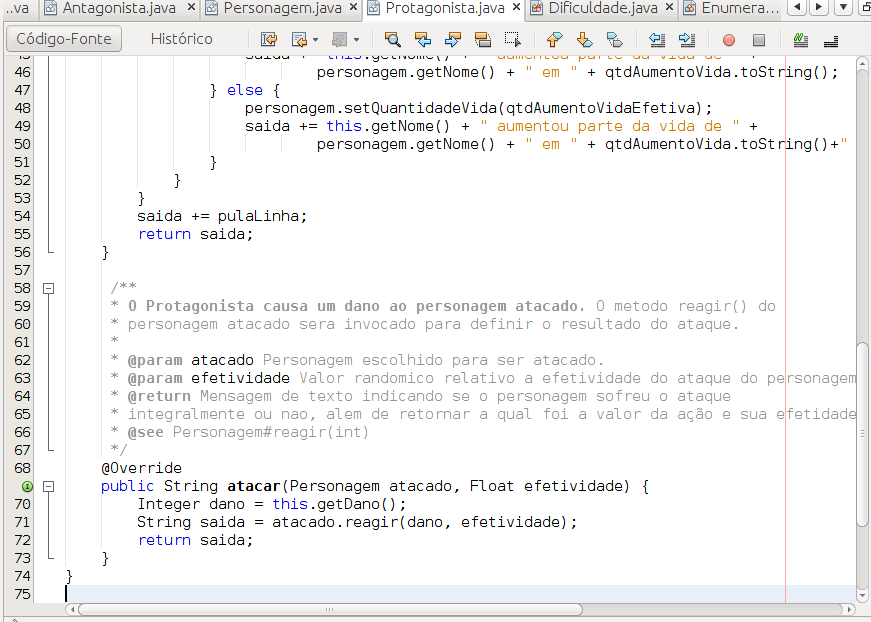 ..va Antagonista.java Personagem.java Protagonista.java Dificuldade.java Enumera...
Código-Fonte Histórico
45 saida += this.getNome() + " aumentou parte da vida de " +
46 personagem.getNome() + " em " + qtdAumentoVida.toString();
47 } else {
48 personagem.setQuantidadeVida(qtdAumentoVidaEfetiva);
49 saida += this.getNome() + " aumentou parte da vida de " +
50 personagem.getNome() + " em " + qtdAumentoVida.toString()+"
51 }
52 }
53 }
54 saida += pulaLinha;
55 return saida;
56 }
57
58 /**
59 * O Protagonista causa um dano ao personagem atacado. O metodo reagir() do
60 * personagem atacado sera invocado para definir o resultado do ataque.
61 *
62 * @param atacado Personagem escolhido para ser atacado.
63 * @param efetividade Valor randomico relativo a efetividade do ataque do personagem
64 * @return Mensagem de texto indicando se o personagem sofreu o ataque
65 * integralmente ou nao, alem de retornar a qual foi a valor da ação e sua efetidade
66 * @see Personagem#reagir(int)
67 */
68 @Override
public String atacar(Personagem atacado, Float efetividade) {
70 Integer dano = this.getDano();
71 String saida = atacado.reagir(dano, efetividade);
72 return saida;
73 }
74 }
75